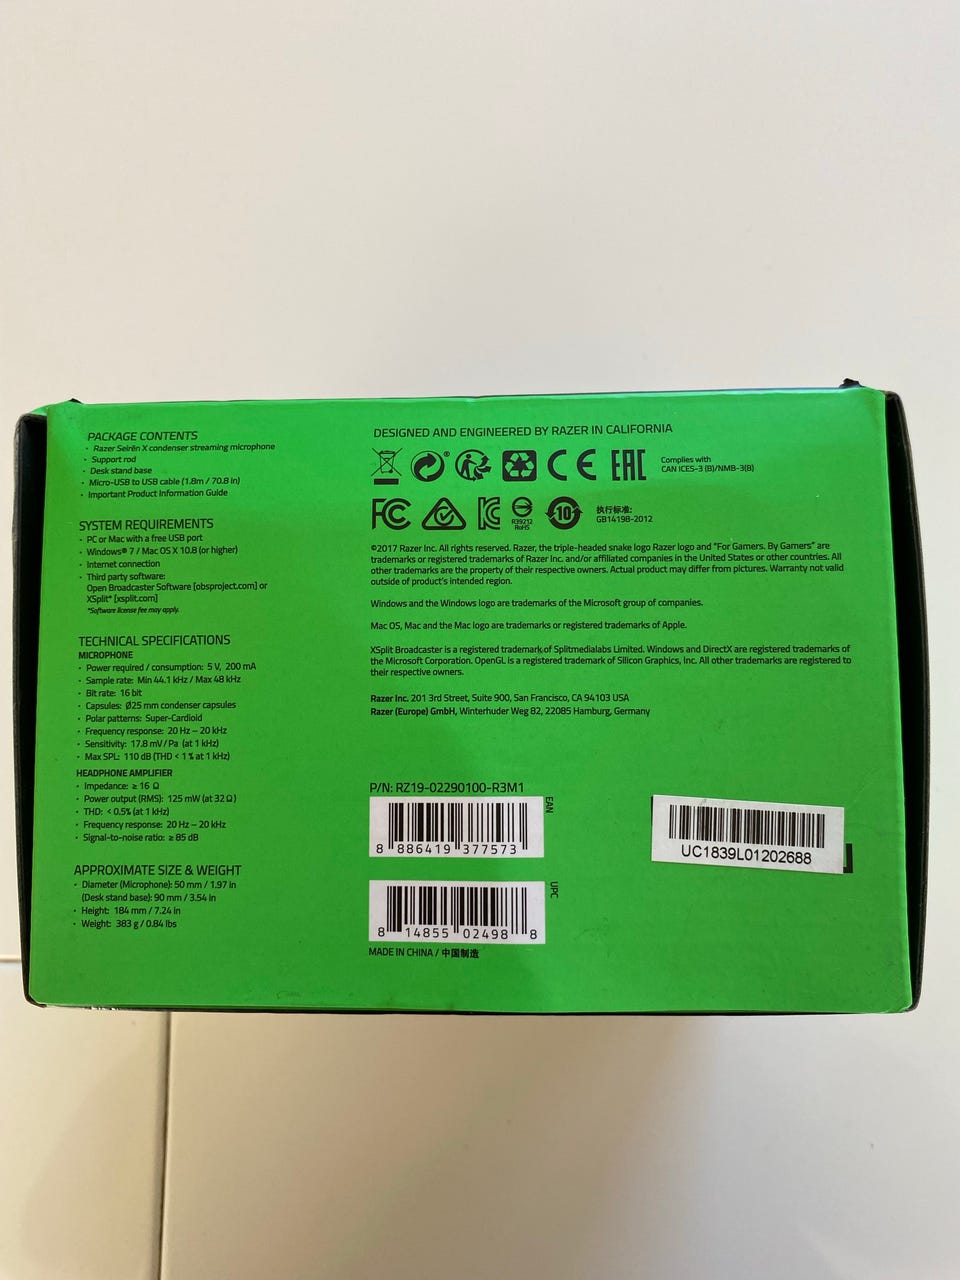 PACKAGE CONTENTS
· Razer Seirēn X condenser streaming microphone
· Support rod
· Desk stand base
· Micro-USB to USB cable (1.8m / 70.8 in)
· Important Product Information Guide
SYSTEM REQUIREMENTS
· PC or Mac with a free USB port
· Windows® 7 / Mac OS X 10.8 (or higher)
· Internet connection
· Third party software:
Open Broadcaster Software [obsproject.com] or
XSplit* [xsplit.com]
*Software license fee may apply.
TECHNICAL SPECIFICATIONS
MICROPHONE
· Power required / consumption: 5 V, 200 mA
· Sample rate: Min 44.1 kHz / Max 48 kHz
· Bit rate: 16 bit
· Capsules: Ø25 mm condenser capsules
· Polar patterns: Super-Cardioid
· Frequency response: 20 Hz – 20 kHz
· Sensitivity: 17.8 mV / Pa (at 1 kHz)
· Max SPL: 110 dB (THD < 1 % at 1 kHz)
HEADPHONE AMPLIFIER
· Impedance: ≥ 16 Ω
· Power output (RMS): 125 mW (at 32 Ω)
· THD: < 0.5% (at 1 kHz)
· Frequency response: 20 Hz – 20 kHz
· Signal-to-noise ratio: ≥ 85 dB
APPROXIMATE SIZE & WEIGHT
· Diameter (Microphone): 50 mm / 1.97 in
(Desk stand base): 90 mm / 3.54 in
· Height: 184 mm / 7.24 in
· Weight: 383 g / 0.84 lbs
DESIGNED AND ENGINEERED BY RAZER IN CALIFORNIA
® CE EAC Complies with
CAN ICES-3 (B)/NMB-3(B)
FC R39212
RoHS
10
执行标准:
GB14198-2012
©2017 Razer Inc. All rights reserved. Razer, the triple-headed snake logo Razer logo and "For Gamers. By Gamers" are
trademarks or registered trademarks of Razer Inc. and/or affiliated companies in the United States or other countries. All
other trademarks are the property of their respective owners. Actual product may differ from pictures. Warranty not valid
outside of product's intended region.
Windows and the Windows logo are trademarks of the Microsoft group of companies.
Mac OS, Mac and the Mac logo are trademarks or registered trademarks of Apple.
XSplit Broadcaster is a registered trademark of Splitmedialabs Limited. Windows and DirectX are registered trademarks of
the Microsoft Corporation. OpenGL is a registered trademark of Silicon Graphics, Inc. All other trademarks are registered to
their respective owners.
Razer Inc. 201 3rd Street, Suite 900, San Francisco, CA 94103 USA
Razer (Europe) GmbH, Winterhuder Weg 82, 22085 Hamburg, Germany
P/N: RZ19-02290100-R3M1
EAN
8 886419 377573
UPC
8 14855 02498 8
MADE IN CHINA / 中国制造
UC1839L01202688